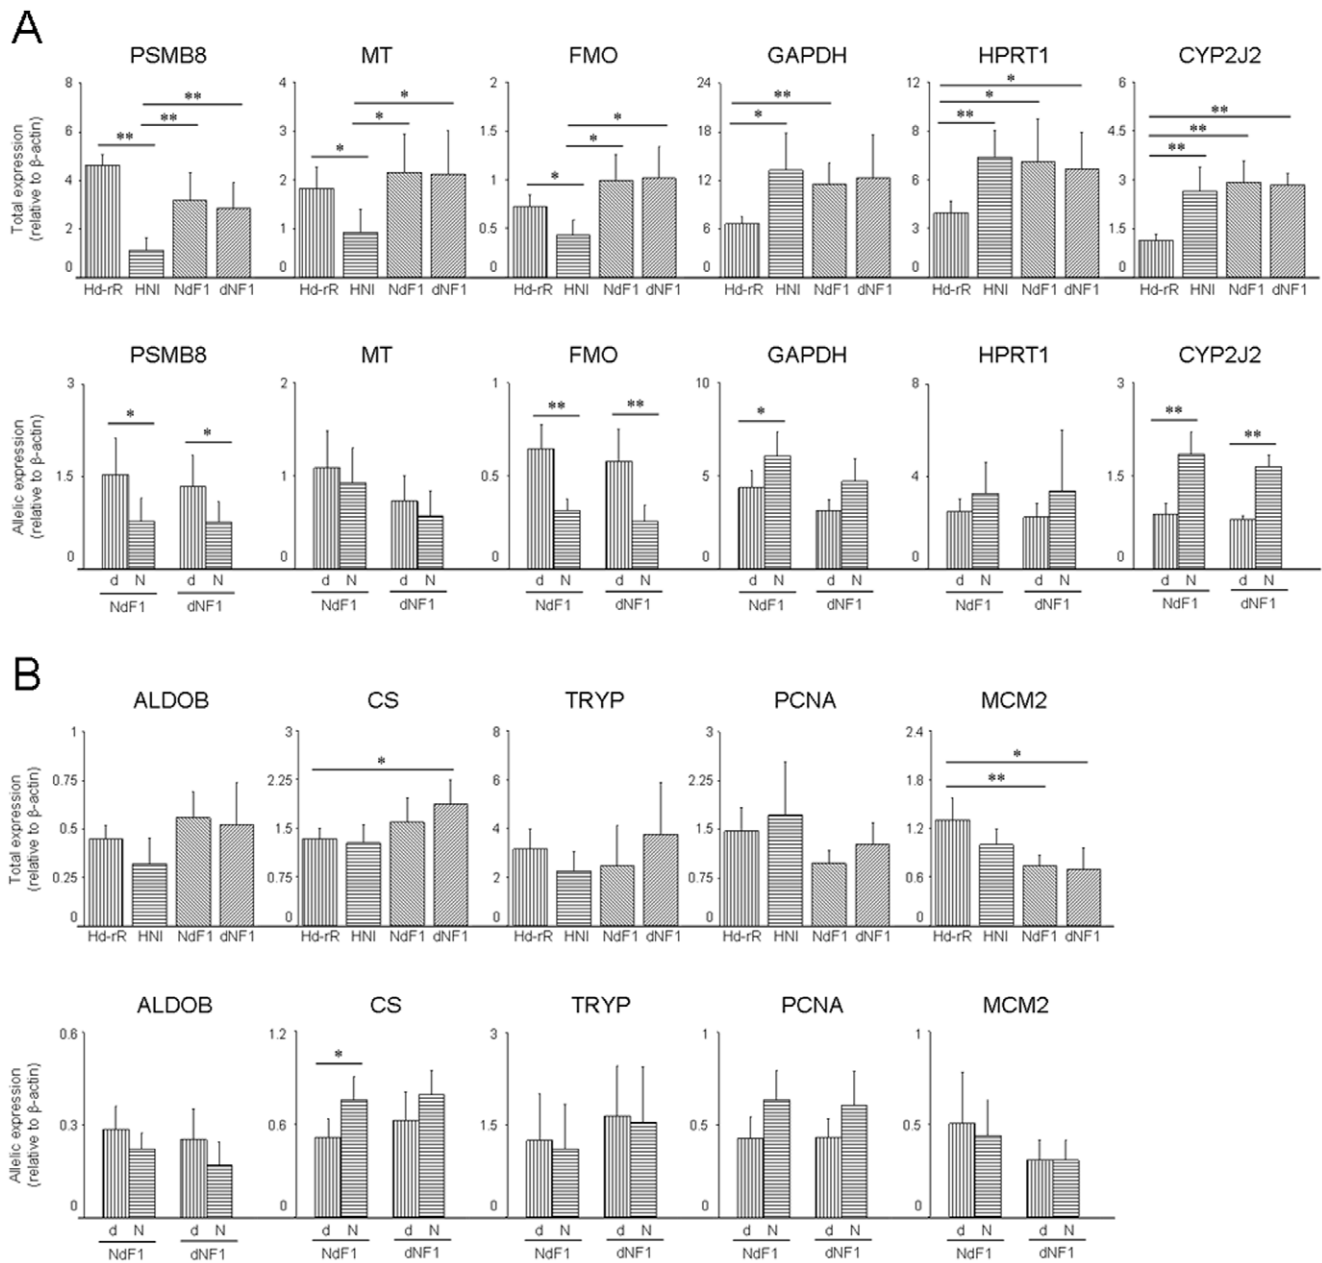 A
PSMB8 MT FMO GAPDH HPRT1 CYP2J2
Total expression
(relative to β-actin)
8 6 4 2 0
** ** **
4 3 2 1 0
* * *
2 1.5 1 0.5 0
* * *
24 18 12 6 0
* **
12 8 6 3 0
** * *
6 4.5 3 1.5 0
** ** **
Hd-rR HNI NdF1 dNF1 Hd-rR HNI NdF1 dNF1 Hd-rR HNI NdF1 dNF1 Hd-rR HNI NdF1 dNF1 Hd-rR HNI NdF1 dNF1 Hd-rR HNI NdF1 dNF1
PSMB8 MT FMO GAPDH HPRT1 CYP2J2
Allelic expression
(relative to β-actin)
3 1.5 0
* *
2 1 0
1 0.5 0
** **
10 5 0
*
8 4 0
3 1.5 0
** **
d N d N d N d N d N d N d N d N d N d N d N d N
NdF1 dNF1 NdF1 dNF1 NdF1 dNF1 NdF1 dNF1 NdF1 dNF1 NdF1 dNF1
B
ALDOB CS TRYP PCNA MCM2
Total expression
(relative to β-actin)
1 0.75 0.5 0.25 0
3 2.25 1.5 0.75 0
*
8 6 4 2 0
3 2.25 1.5 0.75 0
2.4 1.8 1.2 0.6 0
* **
Hd-rR HNI NdF1 dNF1 Hd-rR HNI NdF1 dNF1 Hd-rR HNI NdF1 dNF1 Hd-rR HNI NdF1 dNF1 Hd-rR HNI NdF1 dNF1
ALDOB CS TRYP PCNA MCM2
Allelic expression
(relative to β-actin)
0.6 0.3 0
1.2 0.6 0
*
3 1.5 0
1 0.5 0
1 0.5 0
d N d N d N d N d N d N d N d N d N d N
NdF1 dNF1 NdF1 dNF1 NdF1 dNF1 NdF1 dNF1 NdF1 dNF1